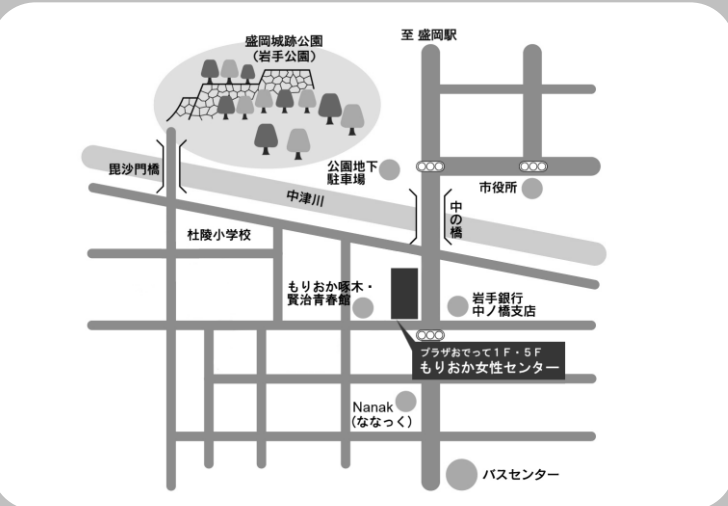 盛岡城跡公園
（岩手公園）
至 盛岡駅
公園地下
駐車場
毘沙門橋
市役所
中津川
中の橋
杜陵小学校
もりおか啄木・
賢治青春館
岩手銀行
中ノ橋支店
プラザおでって1F・5F
もりおか女性センター
Nanak
（ななっく）
バスセンター